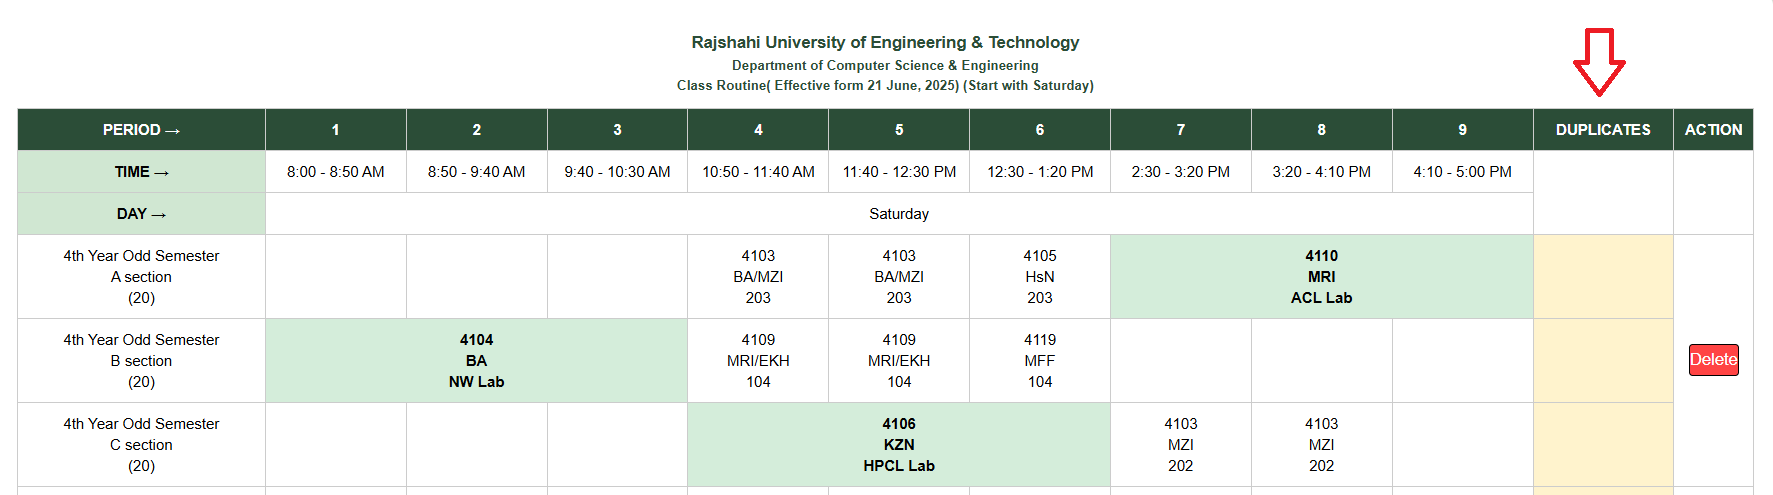 Rajshahi University of Engineering & Technology
Department of Computer Science & Engineering
Class Routine( Effective form 21 June, 2025) (Start with Saturday)
PERIOD → 1 2 3 4 5 6 7 8 9 DUPLICATES ACTION
TIME → 8:00 - 8:50 AM 8:50 - 9:40 AM 9:40 - 10:30 AM 10:50 - 11:40 AM 11:40 - 12:30 PM 12:30 - 1:20 PM 2:30 - 3:20 PM 3:20 - 4:10 PM 4:10 - 5:00 PM
DAY → Saturday
4th Year Odd Semester 4103 4103 4105 4110
A section BA/MZI BA/MZI HsN MRI
(20) 203 203 203 ACL Lab
4th Year Odd Semester 4104 4109 4109 4119
B section BA MRI/EKH MRI/EKH MFF Delete
(20) NW Lab 104 104 104
4th Year Odd Semester 4106 4103 4103
C section KZN MZI MZI
(20) HPCL Lab 202 202